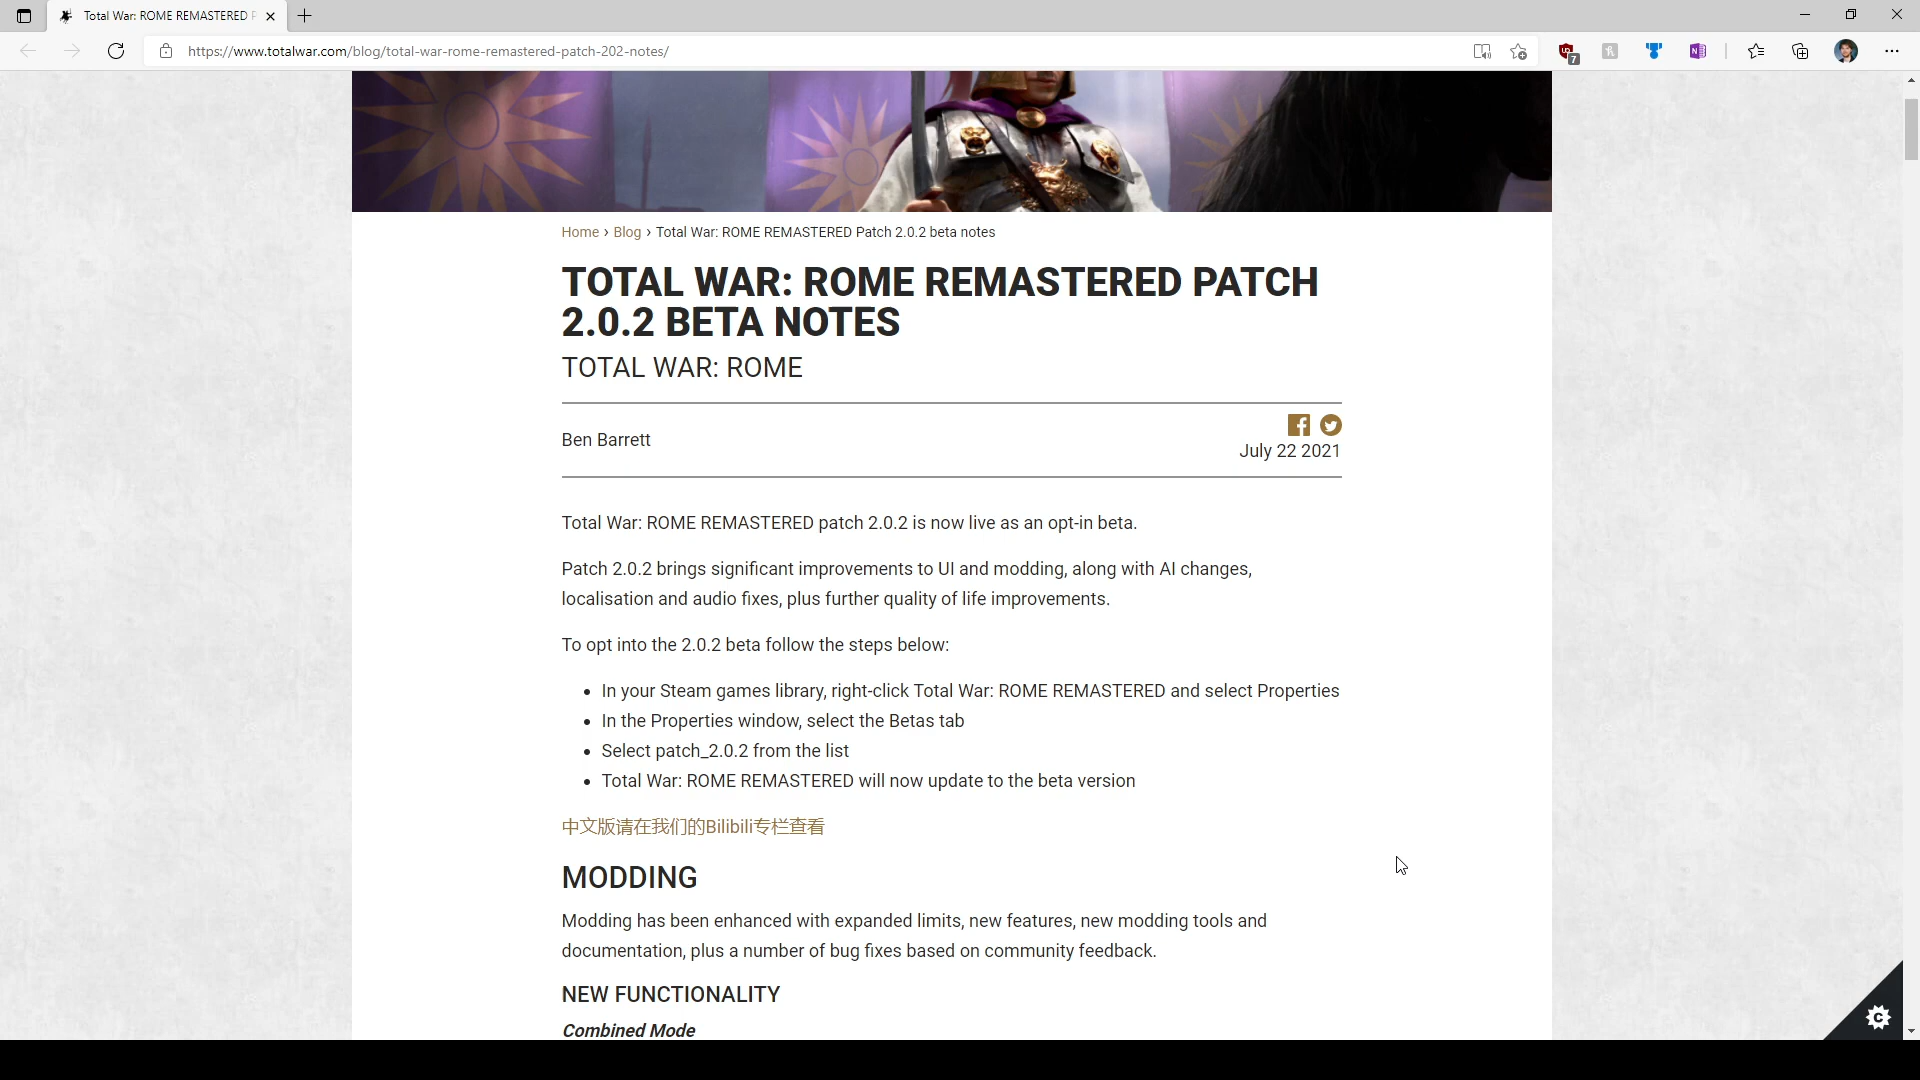 Total War: ROME REMASTERED P
https://www.totalwar.com/blog/total-war-rome-remastered-patch-202-notes/
7
Home › Blog › Total War: ROME REMASTERED Patch 2.0.2 beta notes
TOTAL WAR: ROME REMASTERED PATCH
2.0.2 BETA NOTES
TOTAL WAR: ROME
Ben Barrett
July 22 2021
Total War: ROME REMASTERED patch 2.0.2 is now live as an opt-in beta.
Patch 2.0.2 brings significant improvements to UI and modding, along with AI changes,
localisation and audio fixes, plus further quality of life improvements.
To opt into the 2.0.2 beta follow the steps below:
• In your Steam games library, right-click Total War: ROME REMASTERED and select Properties
• In the Properties window, select the Betas tab
• Select patch_2.0.2 from the list
• Total War: ROME REMASTERED will now update to the beta version
中文版请在我们的Bilibili专栏查看
MODDING
Modding has been enhanced with expanded limits, new features, new modding tools and
documentation, plus a number of bug fixes based on community feedback.
NEW FUNCTIONALITY
Combined Mode